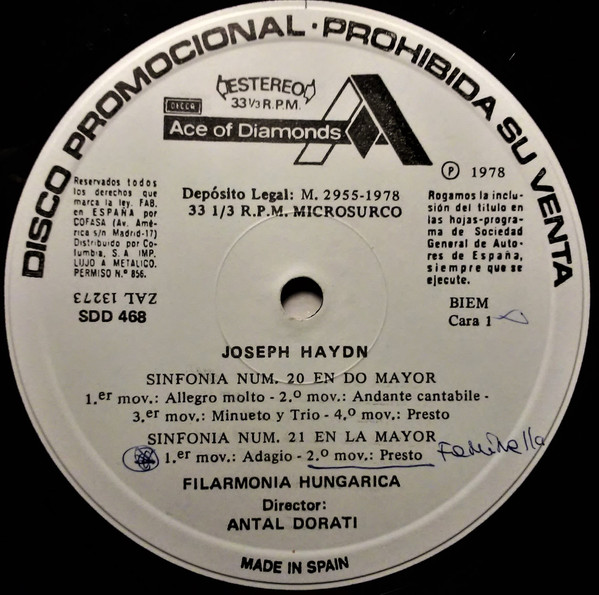 DISCO PROMOCIONAL · PROHIBIDA SU VENTA
ESTEREO
33 1/3 R.P.M.
DECCA
Ace of Diamonds
Ⓟ 1978
Depósito Legal: M. 2955-1978
33 1/3 R.P.M. MICROSURCO
Reservados todos
los derechos que
marca la ley. FAB.
en ESPAÑA por
COFASA (Av. Amé
rica s/n Madrid-17)
Distribuido por Co-
lumbia, S. A. IMP.
LUJO A METALICO.
PERMISO N.º 856.
Rogamos la inclu-
sión del título en
las hojas-progra-
ma de Sociedad
General de Auto-
res de España,
siempre que se
ejecute.
ZAL 13273
SDD 468
BIEM
Cara 1
JOSEPH HAYDN
SINFONIA NUM. 20 EN DO MAYOR
1.er mov.: Allegro molto - 2.º mov.: Andante cantabile -
3.er mov.: Minueto y Trio - 4.º mov.: Presto
SINFONIA NUM. 21 EN LA MAYOR
1.er mov.: Adagio - 2.º mov.: Presto
FILARMONIA HUNGARICA
Director:
ANTAL DORATI
MADE IN SPAIN